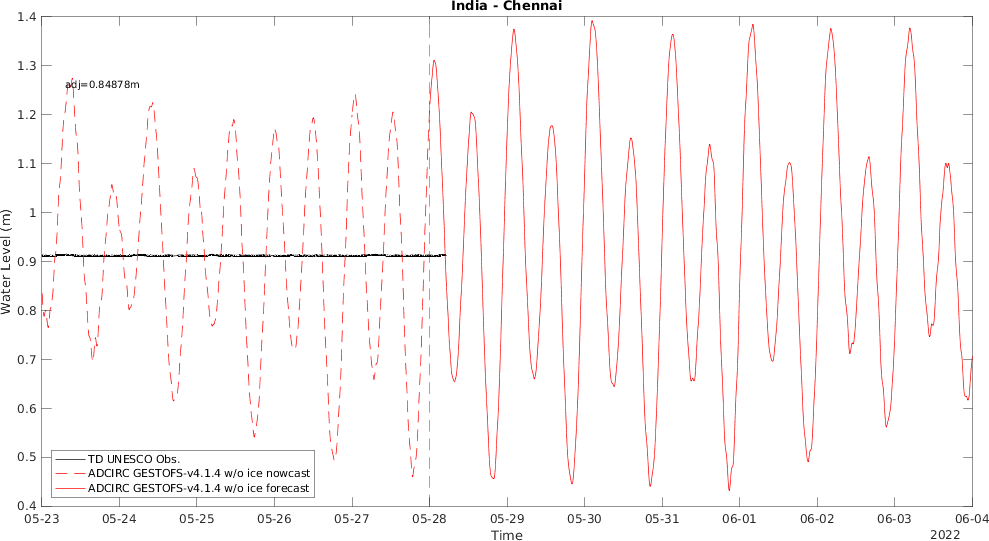 India - Chennai
adj=0.84878m
Water Level (m)
1.4
1.3
1.2
1.1
1
0.9
0.8
0.7
0.6
0.5
0.4
TD UNESCO Obs.
ADCIRC GESTOFS-v4.1.4 w/o ice nowcast
ADCIRC GESTOFS-v4.1.4 w/o ice forecast
05-23 05-24 05-25 05-26 05-27 05-28 05-29 05-30 05-31 06-01 06-02 06-03 06-04
Time
2022